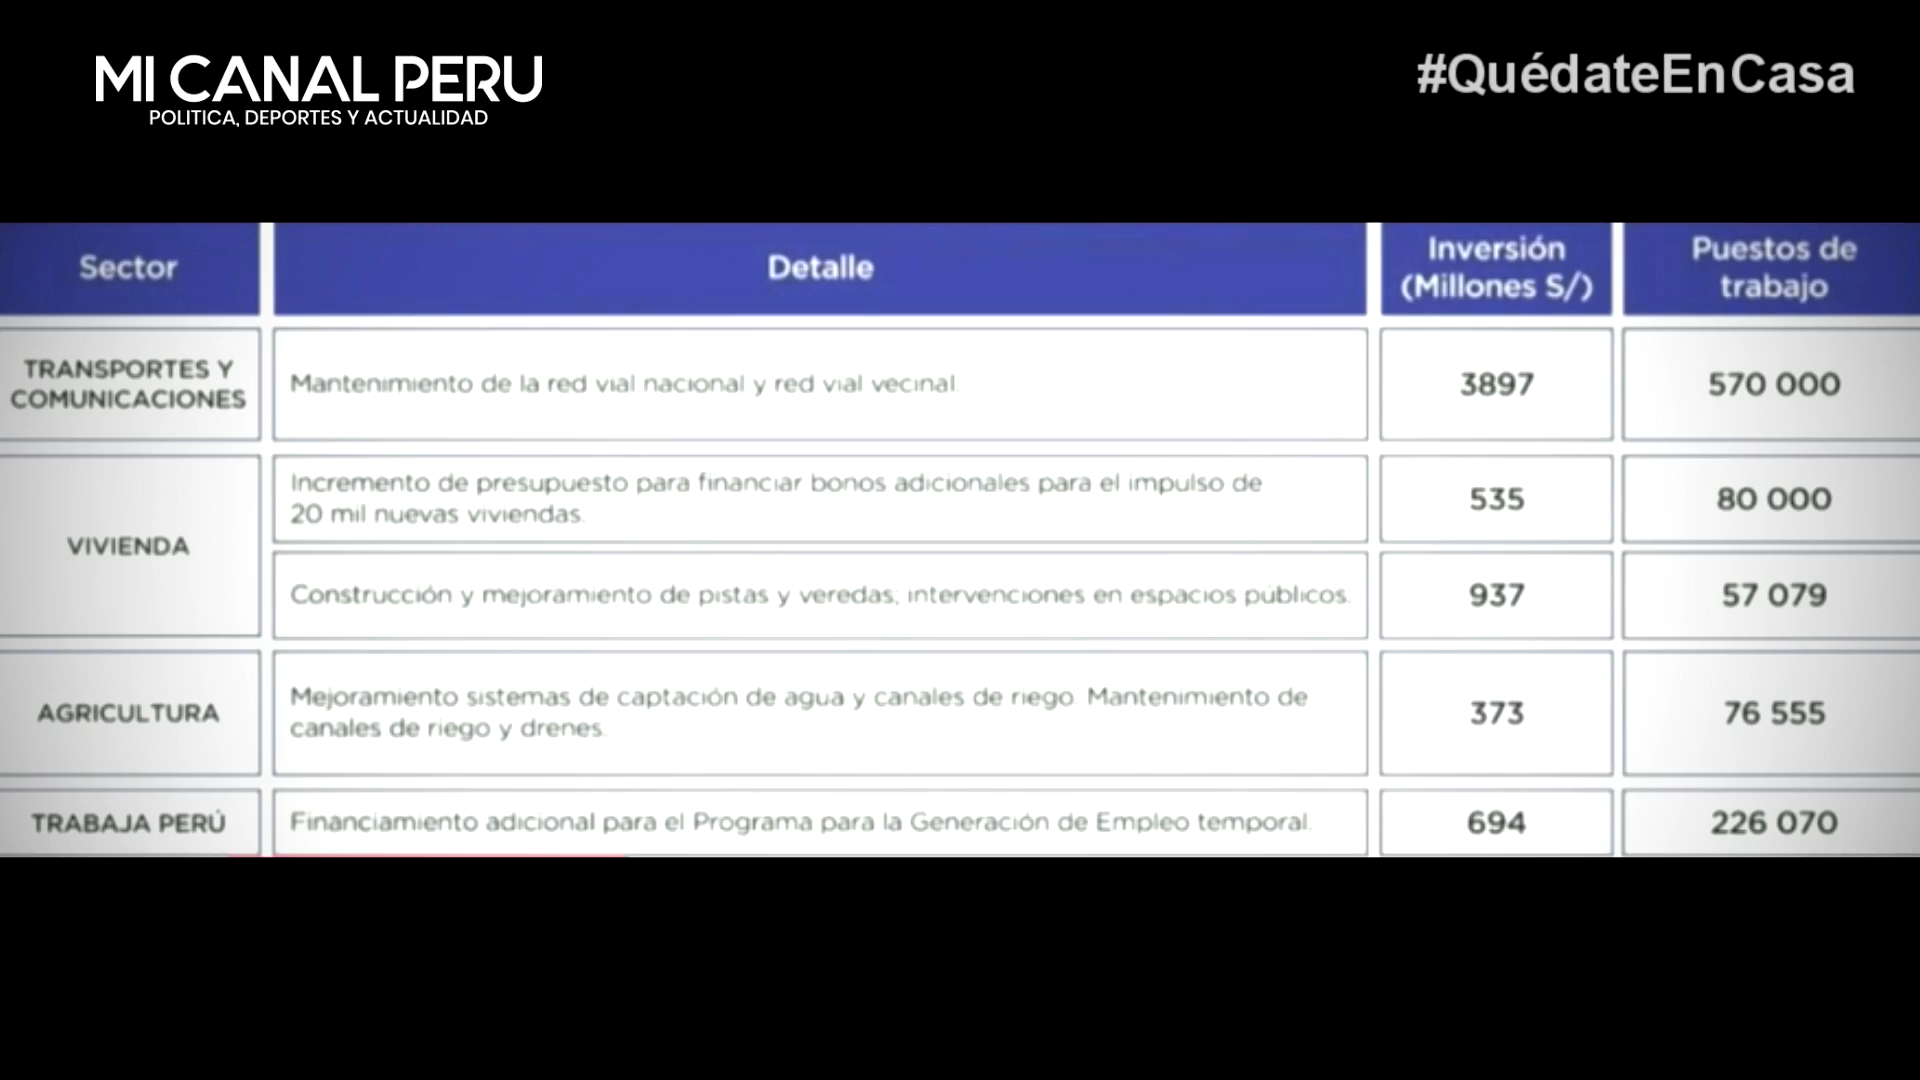 MI CANAL PERU
POLITICA, DEPORTES Y ACTUALIDAD
#QuédateEnCasa
Sector
Detalle
Inversión
(Millones S/)
Puestos de
trabajo
TRANSPORTES Y
COMUNICACIONES
Mantenimiento de la red vial nacional y red vial vecinal.
3897
570 000
VIVIENDA
Incremento de presupuesto para financiar bonos adicionales para el impulso de
20 mil nuevas viviendas.
535
80 000
Construcción y mejoramiento de pistas y veredas; intervenciones en espacios públicos.
937
57 079
AGRICULTURA
Mejoramiento sistemas de captación de agua y canales de riego. Mantenimiento de
canales de riego y drenes.
373
76 555
TRABAJA PERÚ
Financiamiento adicional para el Programa para la Generación de Empleo temporal.
694
226 070